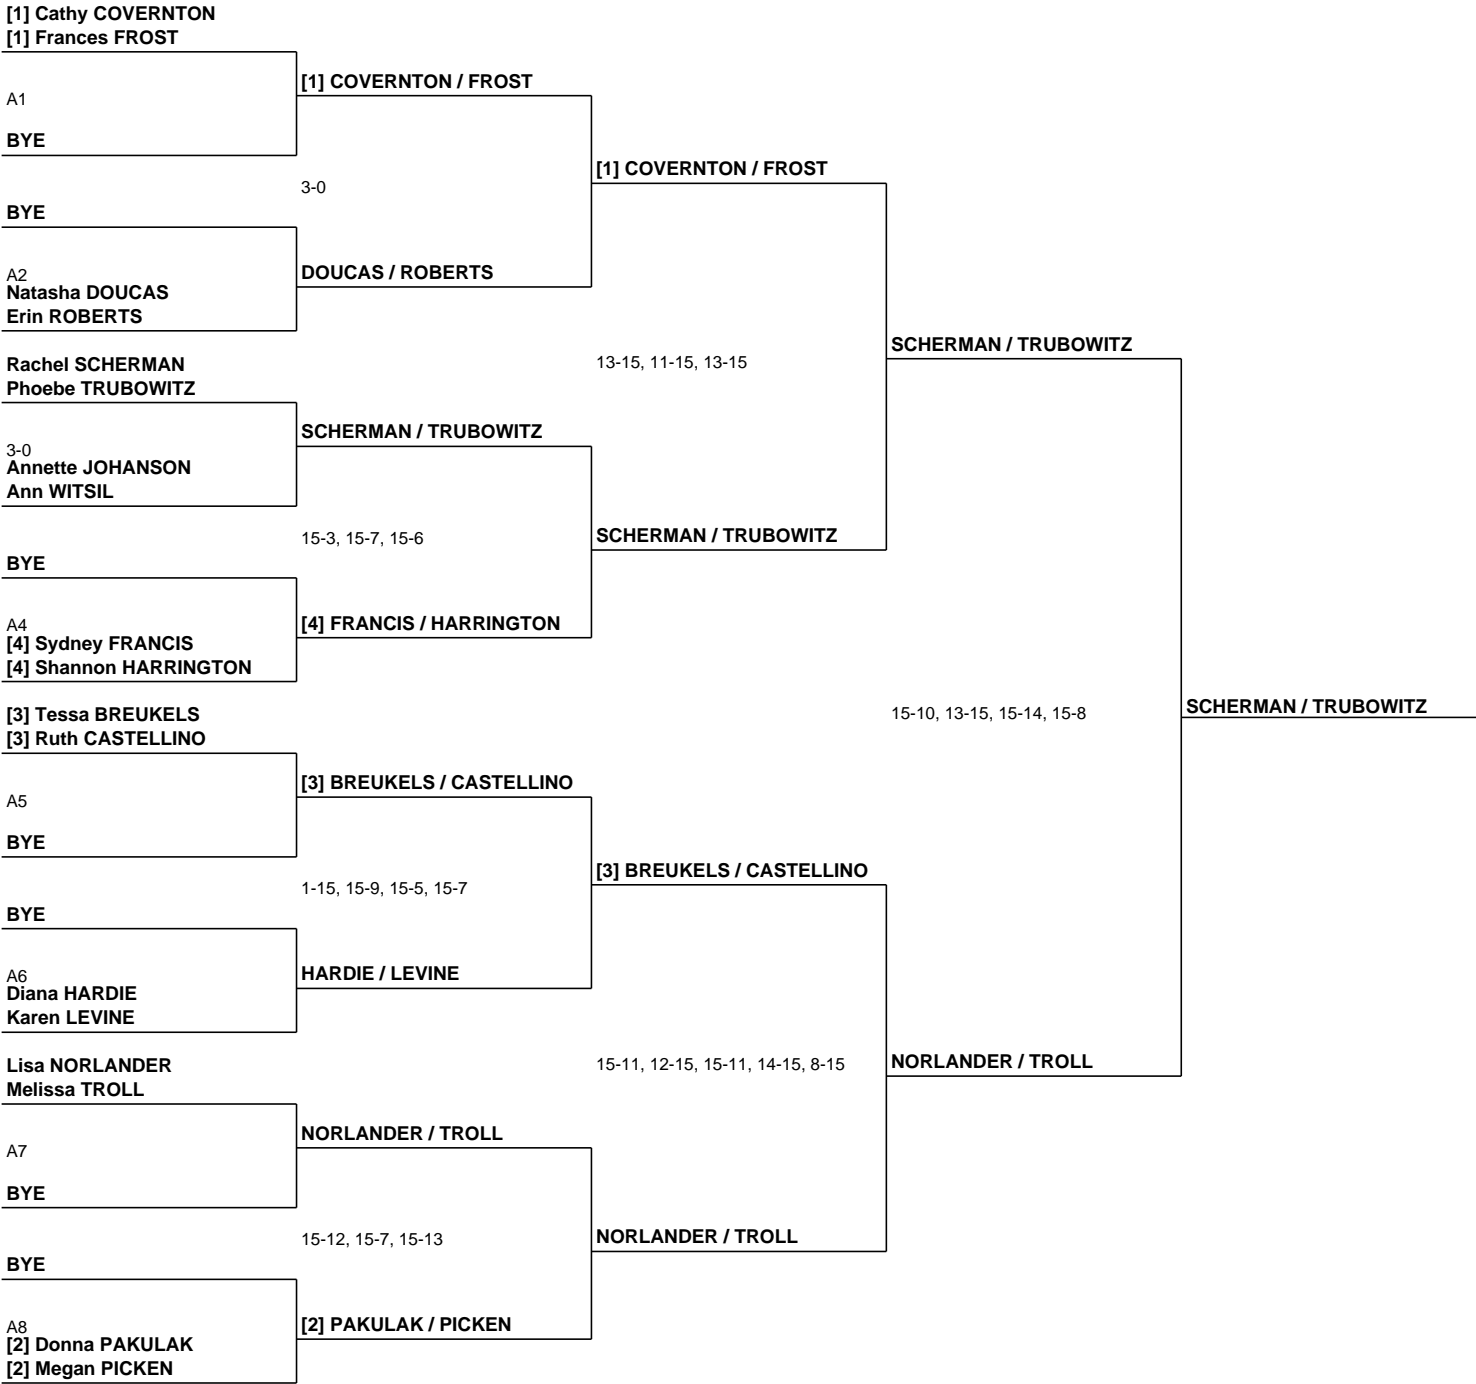 [1] Cathy COVERNTON
[1] Frances FROST
A1
BYE
[1] COVERNTON / FROST
3-0
BYE
A2
Natasha DOUCAS
Erin ROBERTS
DOUCAS / ROBERTS
[1] COVERNTON / FROST
13-15, 11-15, 13-15
Rachel SCHERMAN
Phoebe TRUBOWITZ
3-0
Annette JOHANSON
Ann WITSIL
SCHERMAN / TRUBOWITZ
15-3, 15-7, 15-6
BYE
A4
[4] Sydney FRANCIS
[4] Shannon HARRINGTON
[4] FRANCIS / HARRINGTON
SCHERMAN / TRUBOWITZ
SCHERMAN / TRUBOWITZ
15-10, 13-15, 15-14, 15-8
SCHERMAN / TRUBOWITZ
[3] Tessa BREUKELS
[3] Ruth CASTELLINO
A5
BYE
[3] BREUKELS / CASTELLINO
1-15, 15-9, 15-5, 15-7
BYE
A6
Diana HARDIE
Karen LEVINE
HARDIE / LEVINE
[3] BREUKELS / CASTELLINO
15-11, 12-15, 15-11, 14-15, 8-15
NORLANDER / TROLL
Lisa NORLANDER
Melissa TROLL
A7
BYE
NORLANDER / TROLL
15-12, 15-7, 15-13
NORLANDER / TROLL
BYE
A8
[2] Donna PAKULAK
[2] Megan PICKEN
[2] PAKULAK / PICKEN